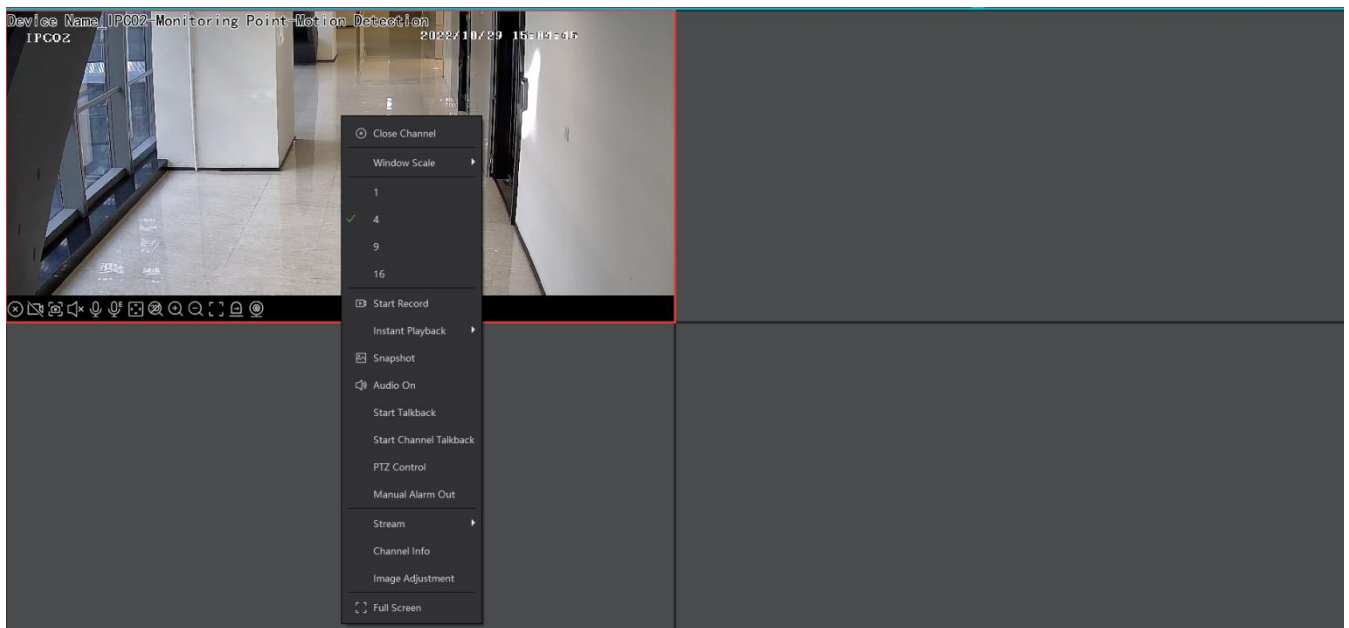 Device Name_IPC02-Monitoring Point-Motion Detection
IPC02
2022/10/29 15:04:45
Close Channel
Window Scale
1
4
9
16
Start Record
Instant Playback
Snapshot
Audio On
Start Talkback
Start Channel Talkback
PTZ Control
Manual Alarm Out
Stream
Channel Info
Image Adjustment
Full Screen